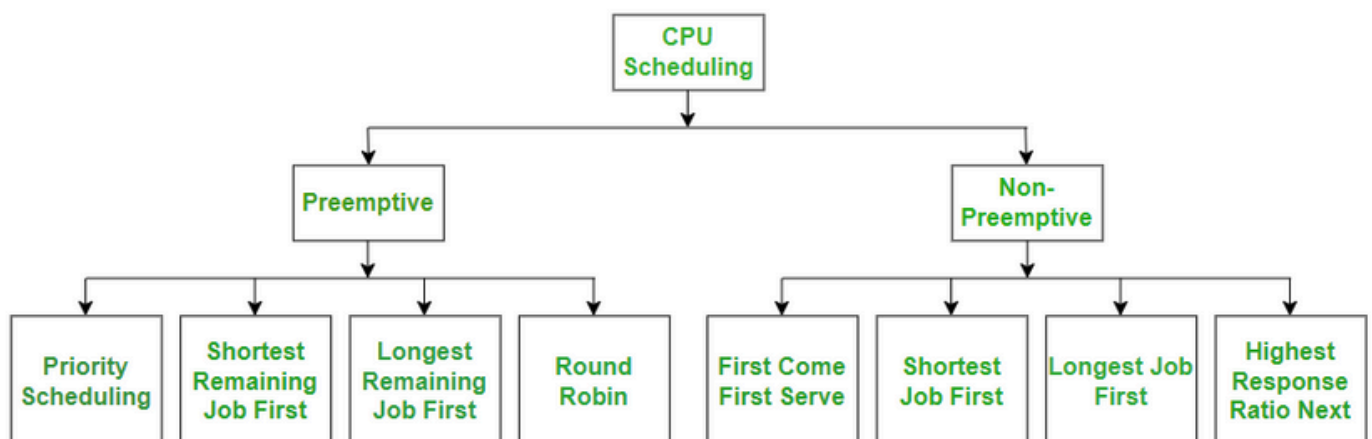 CPU
Scheduling
Preemptive
Non-
Preemptive
Priority
Scheduling
Shortest
Remaining
Job First
Longest
Remaining
Job First
Round
Robin
First Come
First Serve
Shortest
Job First
Longest Job
First
Highest
Response
Ratio Next